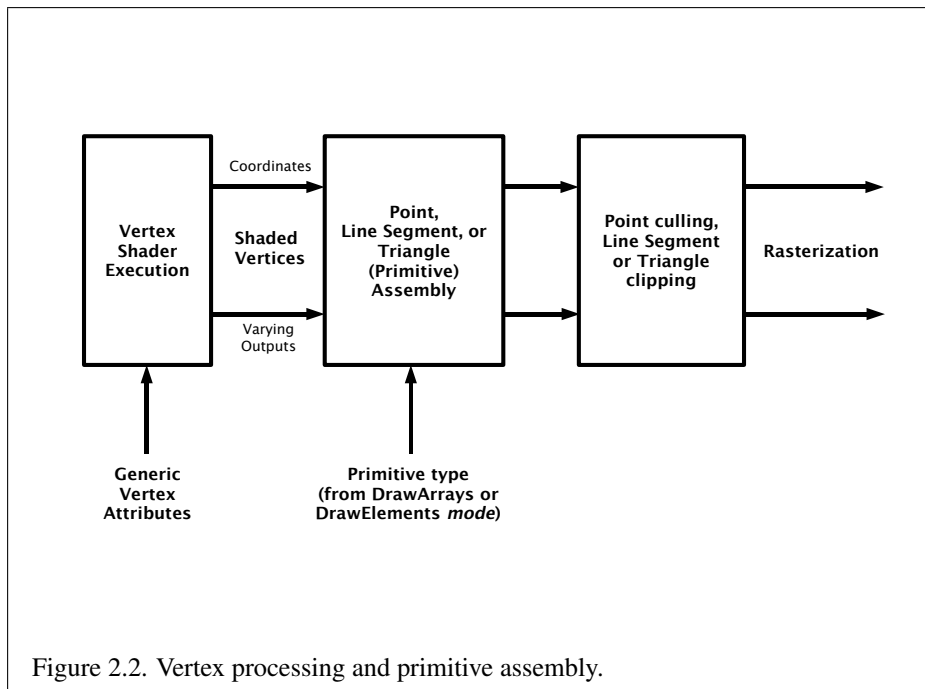 Coordinates
Vertex
Shader
Execution
Shaded
Vertices
Varying
Outputs
Point,
Line Segment, or
Triangle
(Primitive)
Assembly
Point culling,
Line Segment
or Triangle
clipping
Rasterization
Generic
Vertex
Attributes
Primitive type
(from DrawArrays or
DrawElements mode)
Figure 2.2. Vertex processing and primitive assembly.